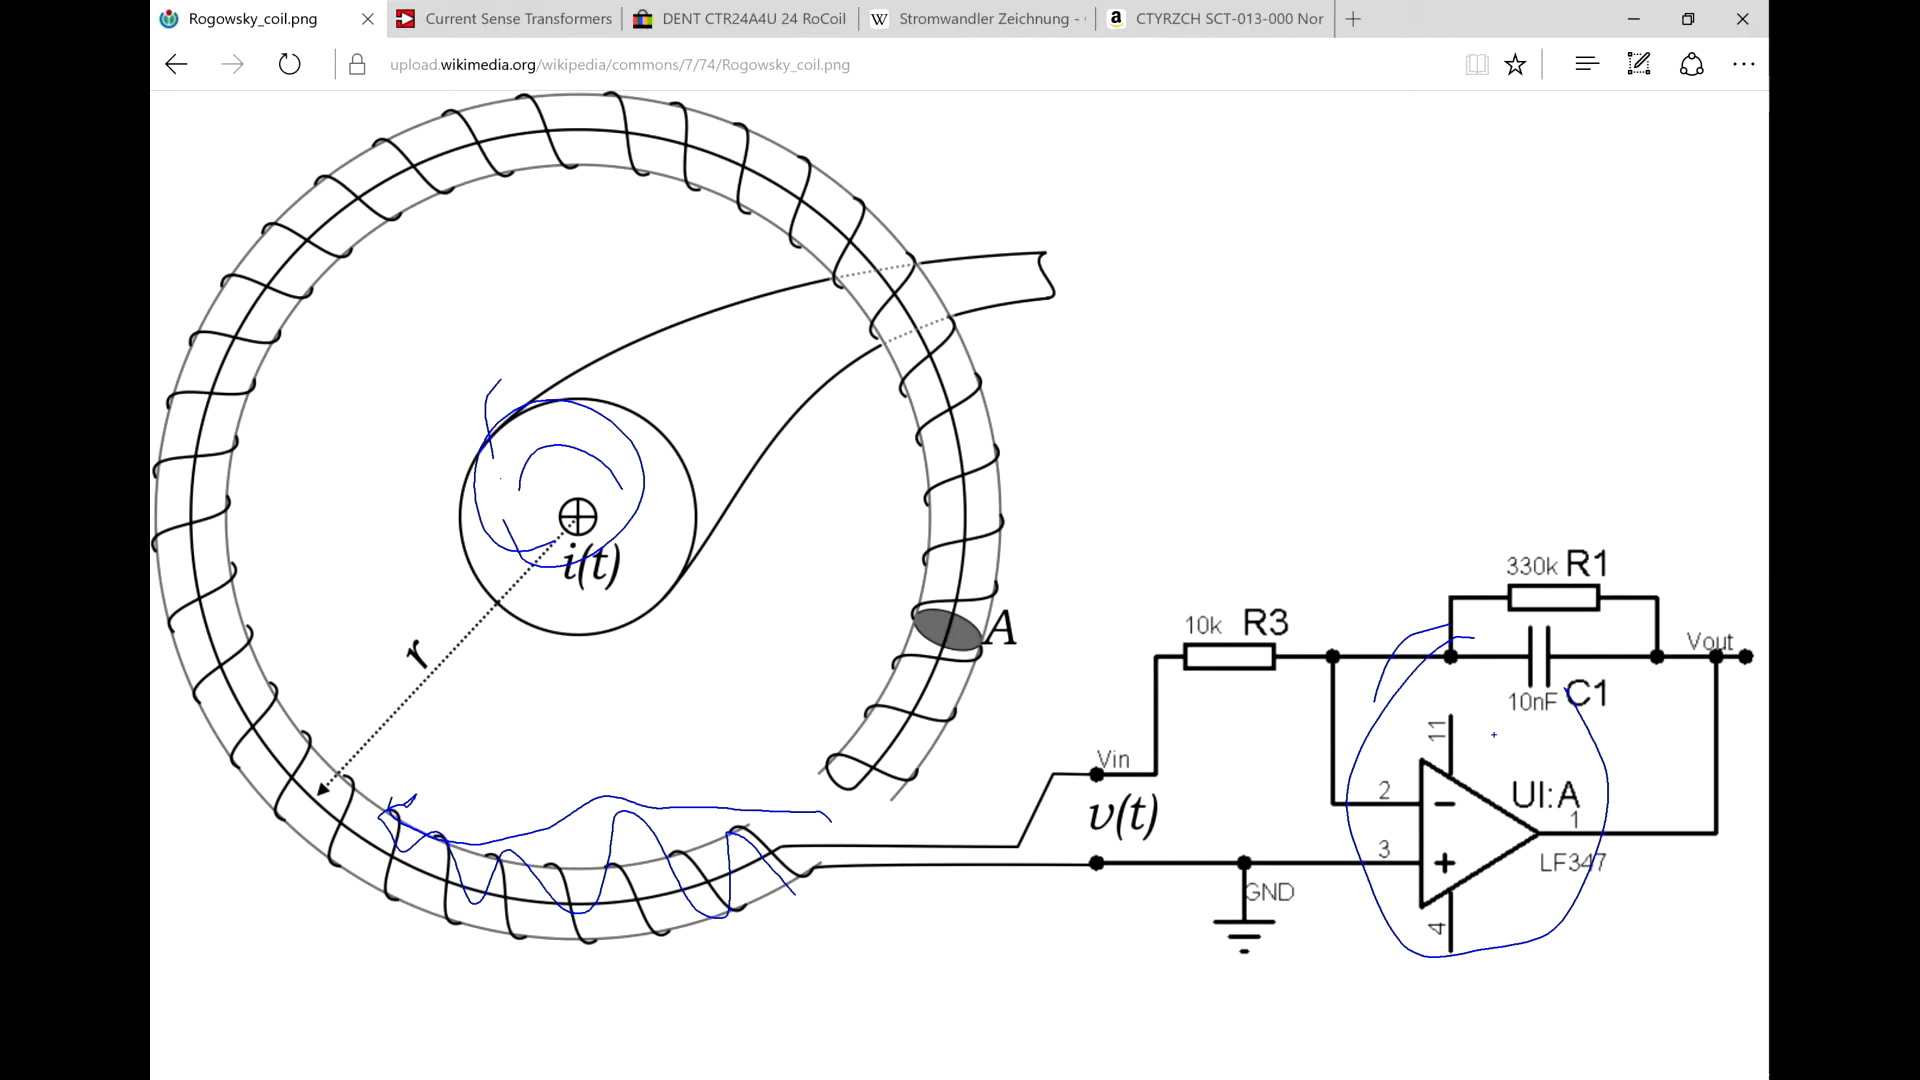 Rogowsky_coil.png
Current Sense Transformers
DENT CTR24A4U 24 RoCoil
W Stromwandler Zeichnung -
a CTYRZCH SCT-013-000 Nor
upload.wikimedia.org/wikipedia/commons/7/74/Rogowsky_coil.png
i(t)
r
A
330k R1
10k R3
Vout
10nF C1
11
Vin
v(t)
2
UI:A
1
3
LF347
GND
4